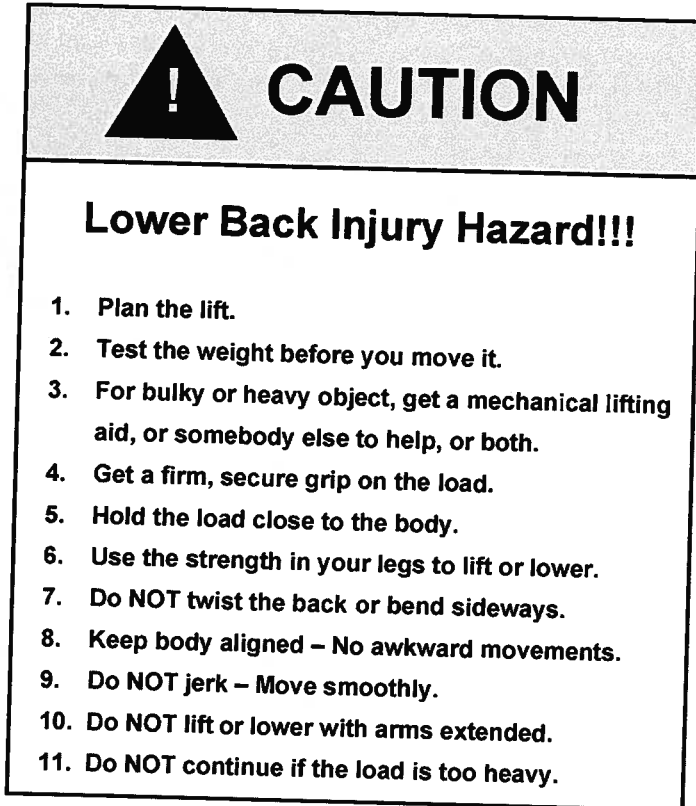 ! CAUTION
Lower Back Injury Hazard!!!
1. Plan the lift.
2. Test the weight before you move it.
3. For bulky or heavy object, get a mechanical lifting
aid, or somebody else to help, or both.
4. Get a firm, secure grip on the load.
5. Hold the load close to the body.
6. Use the strength in your legs to lift or lower.
7. Do NOT twist the back or bend sideways.
8. Keep body aligned – No awkward movements.
9. Do NOT jerk – Move smoothly.
10. Do NOT lift or lower with arms extended.
11. Do NOT continue if the load is too heavy.